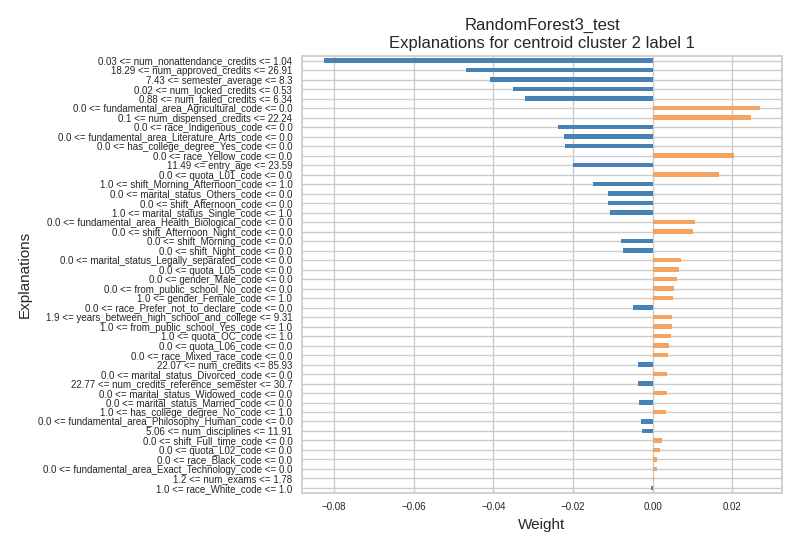 RandomForest3_test
Explanations for centroid cluster 2 label 1
Explanations
0.03 <= num_nonattendance_credits <= 1.04
18.29 <= num_approved_credits <= 26.91
7.43 <= semester_average <= 8.3
0.02 <= num_locked_credits <= 0.53
0.88 <= num_failed_credits <= 6.34
0.0 <= fundamental_area_Agricultural_code <= 0.0
0.1 <= num_dispensed_credits <= 22.24
0.0 <= race_Indigenous_code <= 0.0
0.0 <= fundamental_area_Literature_Arts_code <= 0.0
0.0 <= has_college_degree_Yes_code <= 0.0
0.0 <= race_Yellow_code <= 0.0
11.49 <= entry_age <= 23.59
0.0 <= quota_L01_code <= 0.0
1.0 <= shift_Morning_Afternoon_code <= 1.0
0.0 <= marital_status_Others_code <= 0.0
0.0 <= shift_Afternoon_code <= 0.0
1.0 <= marital_status_Single_code <= 1.0
0.0 <= fundamental_area_Health_Biological_code <= 0.0
0.0 <= shift_Afternoon_Night_code <= 0.0
0.0 <= shift_Morning_code <= 0.0
0.0 <= shift_Night_code <= 0.0
0.0 <= marital_status_Legally_separated_code <= 0.0
0.0 <= quota_L05_code <= 0.0
0.0 <= gender_Male_code <= 0.0
0.0 <= from_public_school_No_code <= 0.0
1.0 <= gender_Female_code <= 1.0
0.0 <= race_Prefer_not_to_declare_code <= 0.0
1.9 <= years_between_high_school_and_college <= 9.31
1.0 <= from_public_school_Yes_code <= 1.0
1.0 <= quota_OC_code <= 1.0
0.0 <= quota_L06_code <= 0.0
0.0 <= race_Mixed_race_code <= 0.0
22.07 <= num_credits <= 85.93
0.0 <= marital_status_Divorced_code <= 0.0
22.77 <= num_credits_reference_semester <= 30.7
0.0 <= marital_status_Widowed_code <= 0.0
0.0 <= marital_status_Married_code <= 0.0
1.0 <= has_college_degree_No_code <= 1.0
0.0 <= fundamental_area_Philosophy_Human_code <= 0.0
5.06 <= num_disciplines <= 11.91
0.0 <= shift_Full_time_code <= 0.0
0.0 <= quota_L02_code <= 0.0
0.0 <= race_Black_code <= 0.0
0.0 <= fundamental_area_Exact_Technology_code <= 0.0
1.2 <= num_exams <= 1.78
1.0 <= race_White_code <= 1.0
−0.08 −0.06 −0.04 −0.02 0.00 0.02
Weight